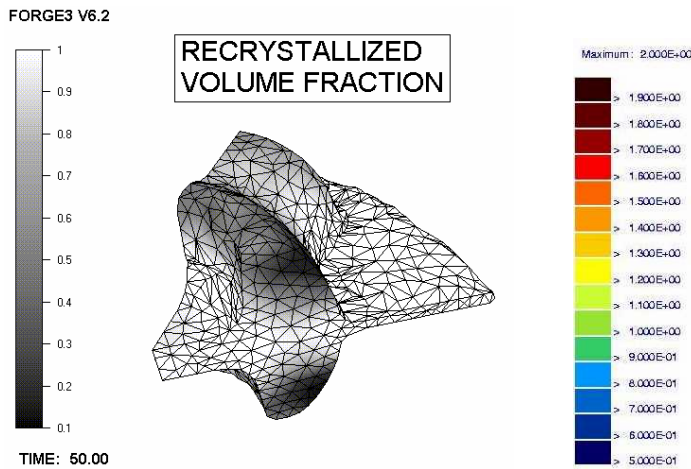 FORGE3 V6.2
RECRYSTALLIZED
VOLUME FRACTION
1
0.9
0.8
0.7
0.6
0.5
0.4
0.3
0.2
0.1
TIME: 50.00
Maximum: 2.000E+00
> 1.900E+00
> 1.800E+00
> 1.700E+00
> 1.600E+00
> 1.500E+00
> 1.400E+00
> 1.300E+00
> 1.200E+00
> 1.100E+00
> 1.000E+00
> 9.000E-01
> 8.000E-01
> 7.000E-01
> 6.000E-01
> 5.000E-01